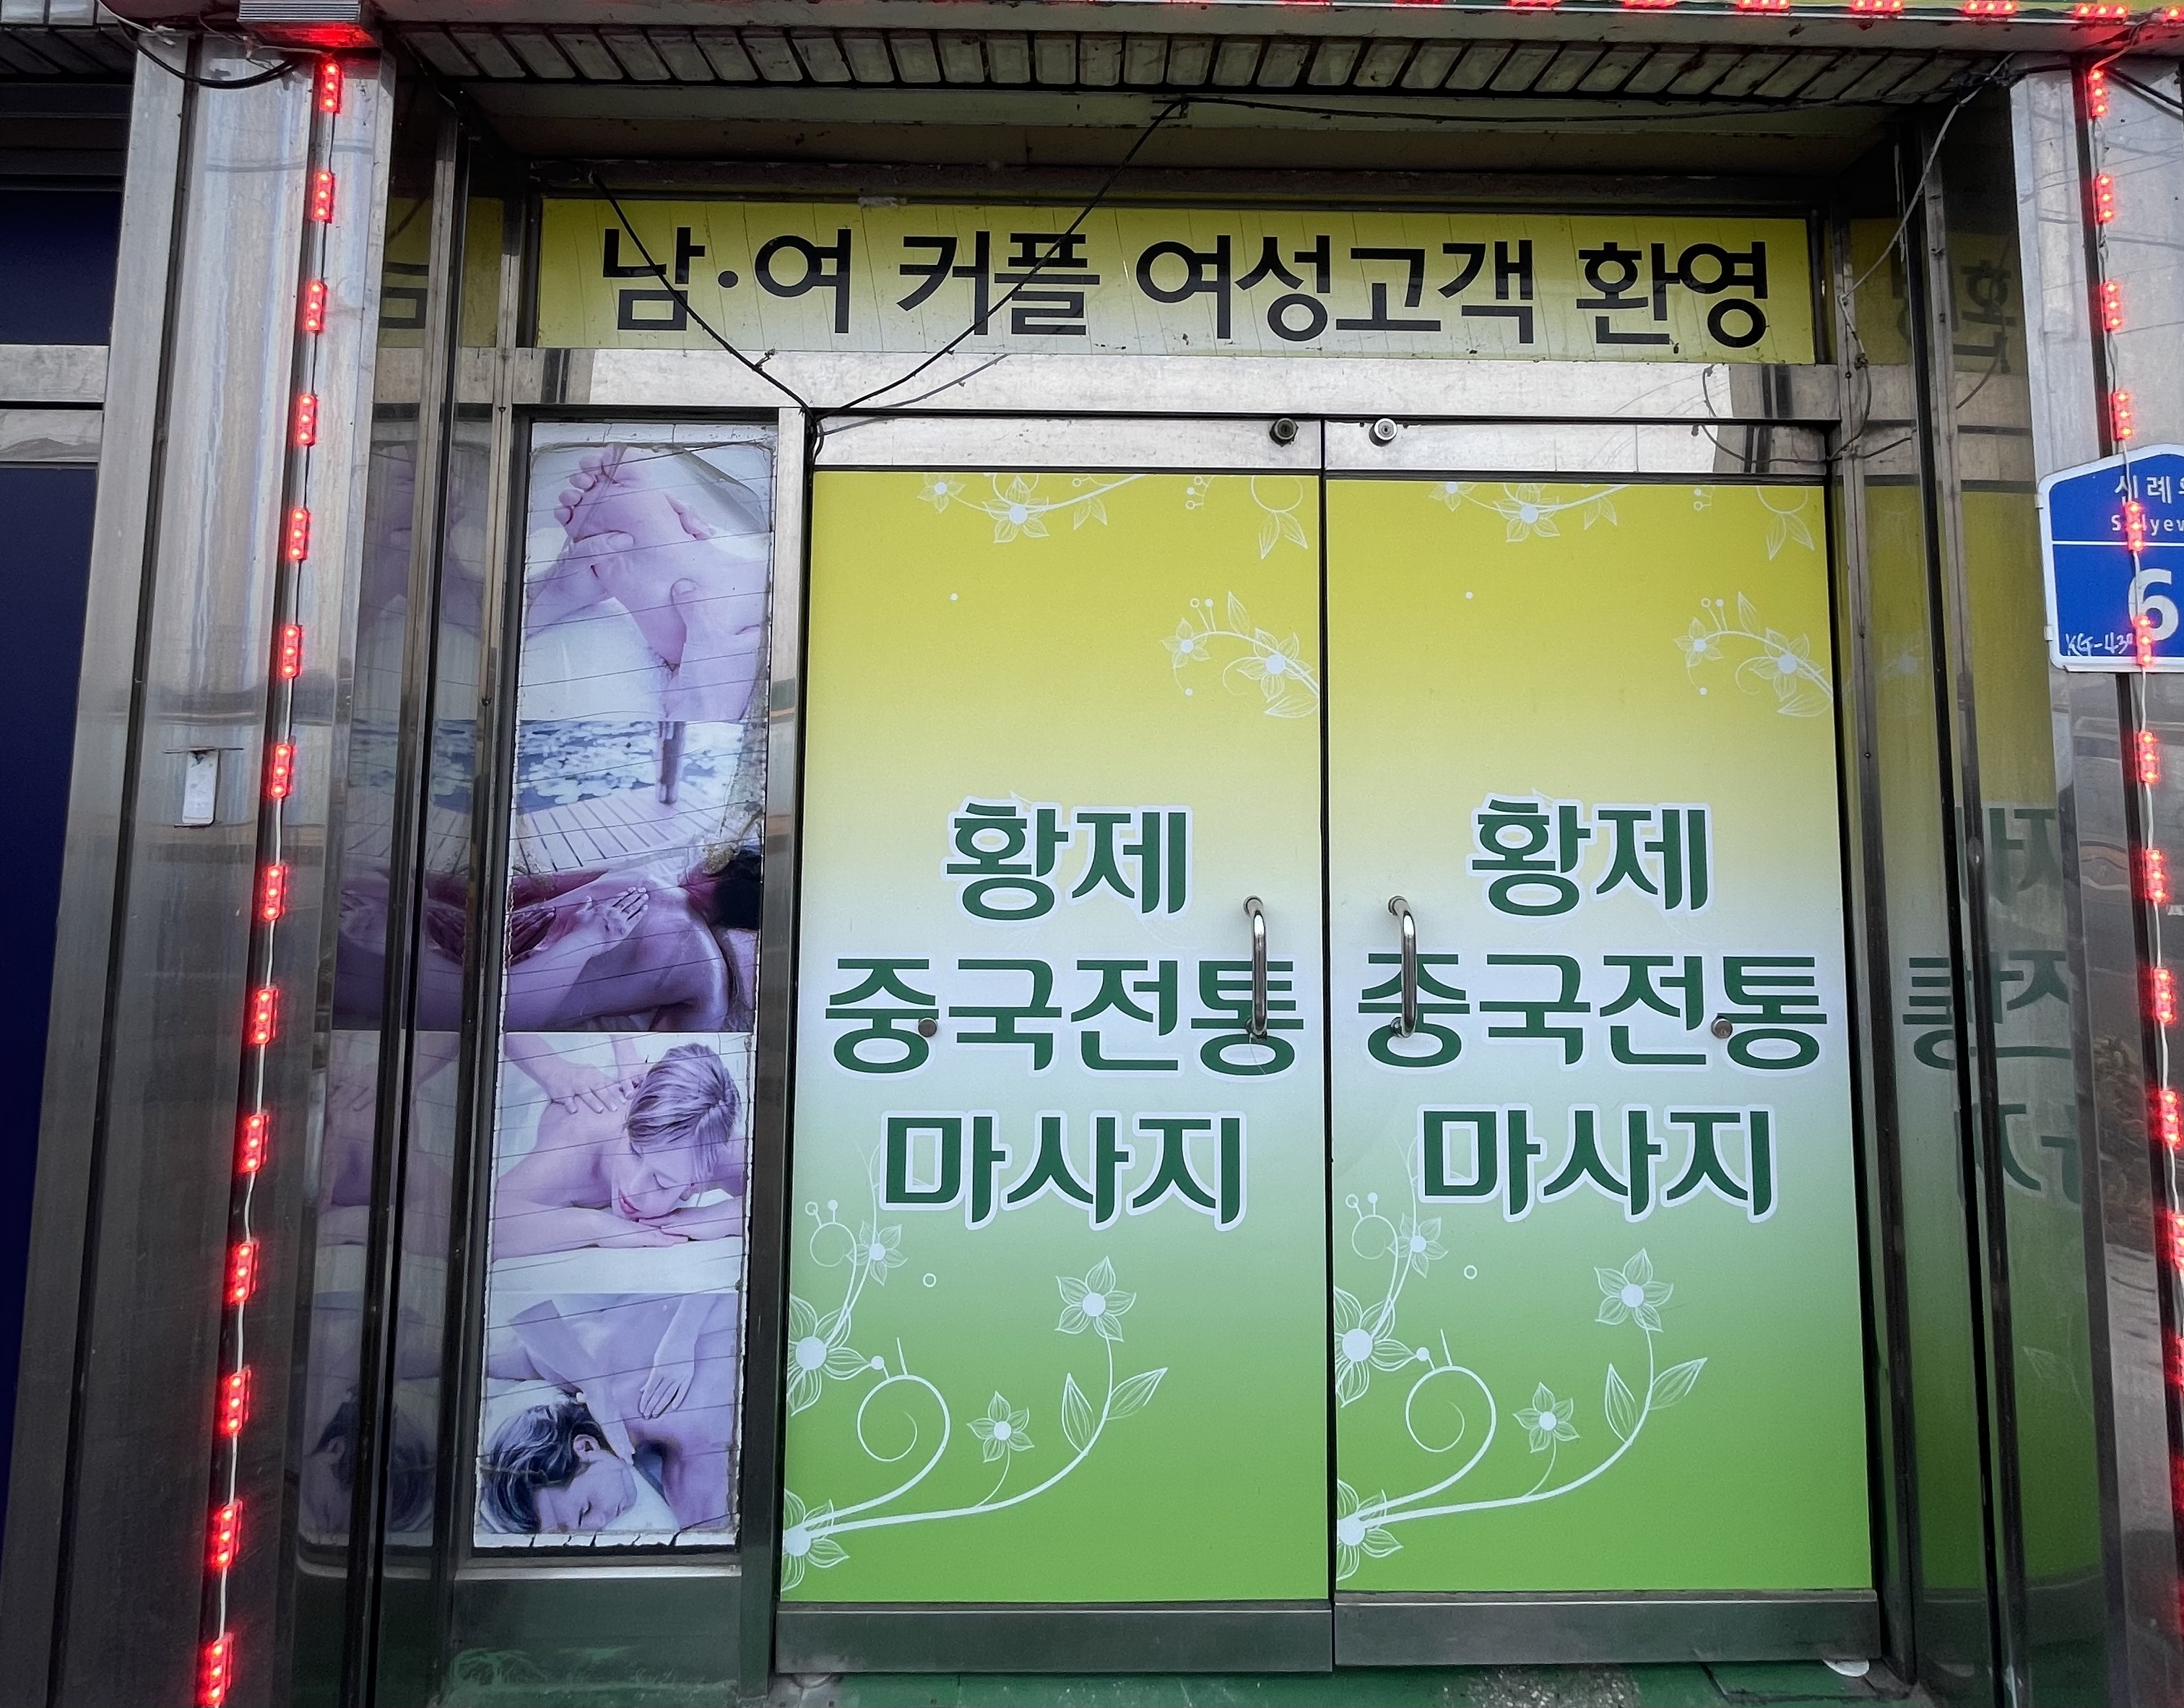 남·여 커플 여성고객 환영
황제
중국전통
마사지
황제
중국전통
마사지
6